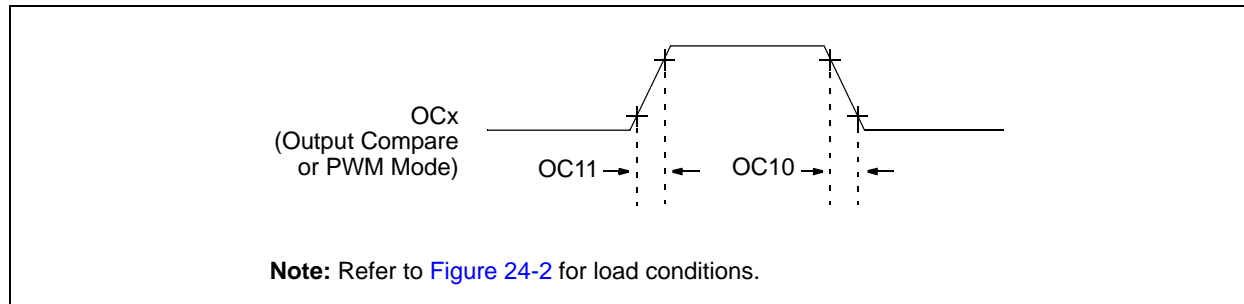 OCx
(Output Compare
or PWM Mode)
OC11
OC10
Note: Refer to Figure 24-2 for load conditions.